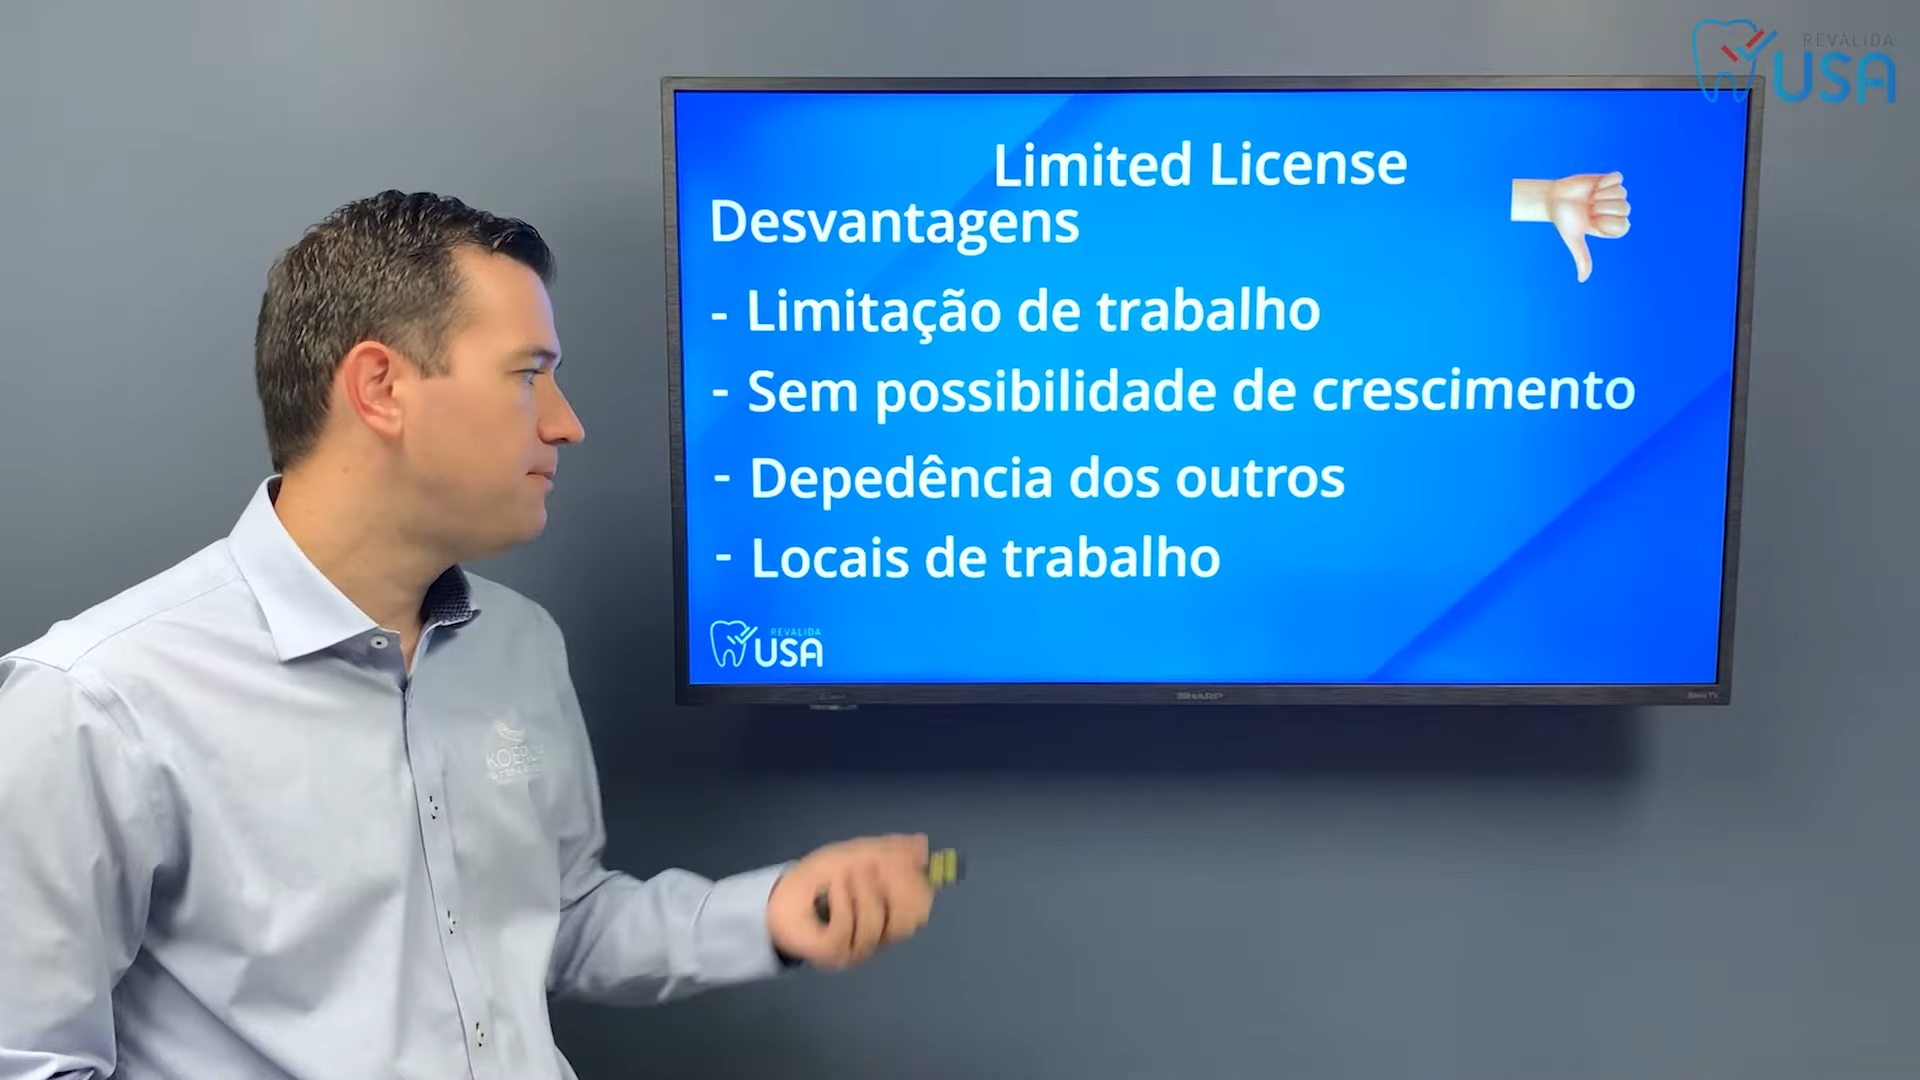 REVALIDA
USA
Limited License
Desvantagens
- Limitação de trabalho
- Sem possibilidade de crescimento
- Depedência dos outros
- Locais de trabalho
REVALIDA
USA
SHARP